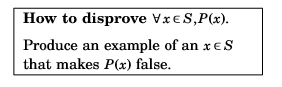 How to disprove ∀x∈S,P(x).
Produce an example of an x∈S
that makes P(x) false.